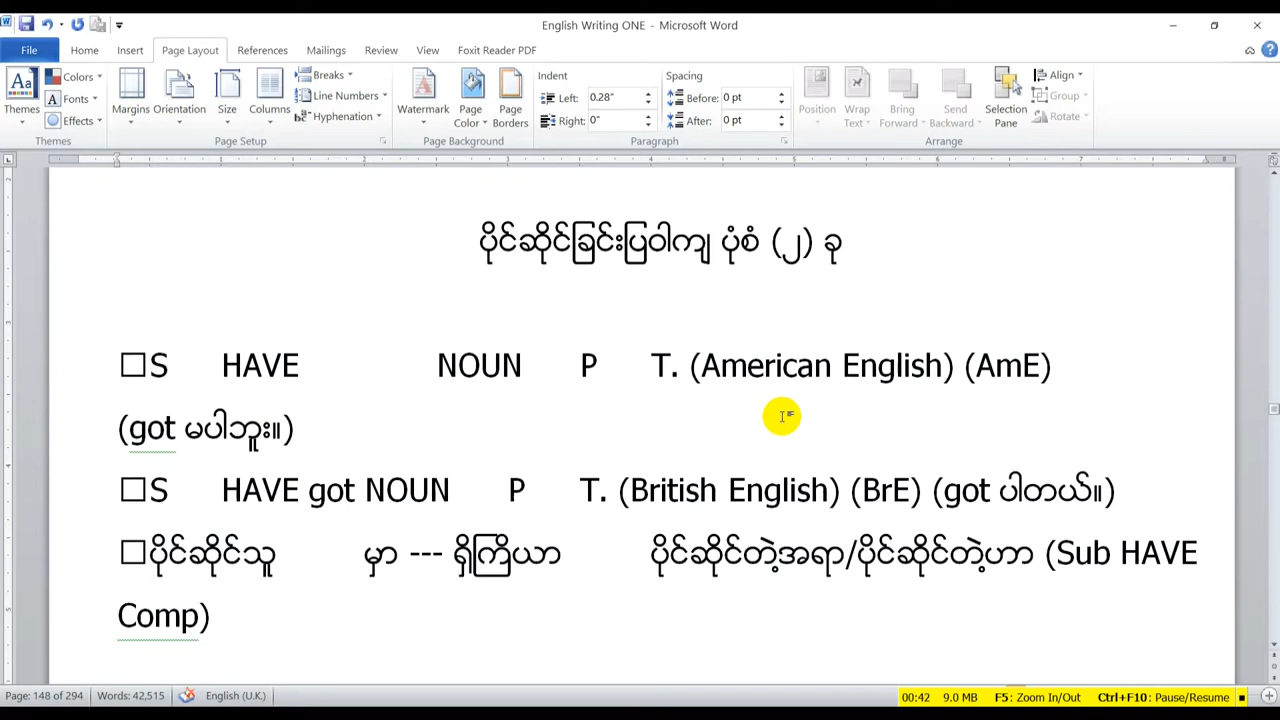 English Writing ONE - Microsoft Word
File Home Insert Page Layout References Mailings Review View Foxit Reader PDF
Themes Colors Fonts Effects Margins Orientation Size Columns Breaks Line Numbers Hyphenation Watermark Page Color Page Borders Indent Left: 0.28" Right: 0" Spacing Before: 0 pt After: 0 pt Position Wrap Text Bring Forward Send Backward Selection Pane Align Group Rotate
Themes Page Setup Page Background Paragraph Arrange
ပိုင်ဆိုင်ခြင်းပြဝါကျ ပုံစံ (၂) ခု
□S HAVE NOUN P T. (American English) (AmE)
(got မပါဘူး။)
□S HAVE got NOUN P T. (British English) (BrE) (got ပါတယ်။)
□ပိုင်ဆိုင်သူ မှာ --- ရှိကြိယာ ပိုင်ဆိုင်တဲ့အရာ/ပိုင်ဆိုင်တဲ့ဟာ (Sub HAVE
Comp)
Page: 148 of 294 Words: 42,515 English (U.K.) 00:42 9.0 MB F5: Zoom In/Out Ctrl+F10: Pause/Resume